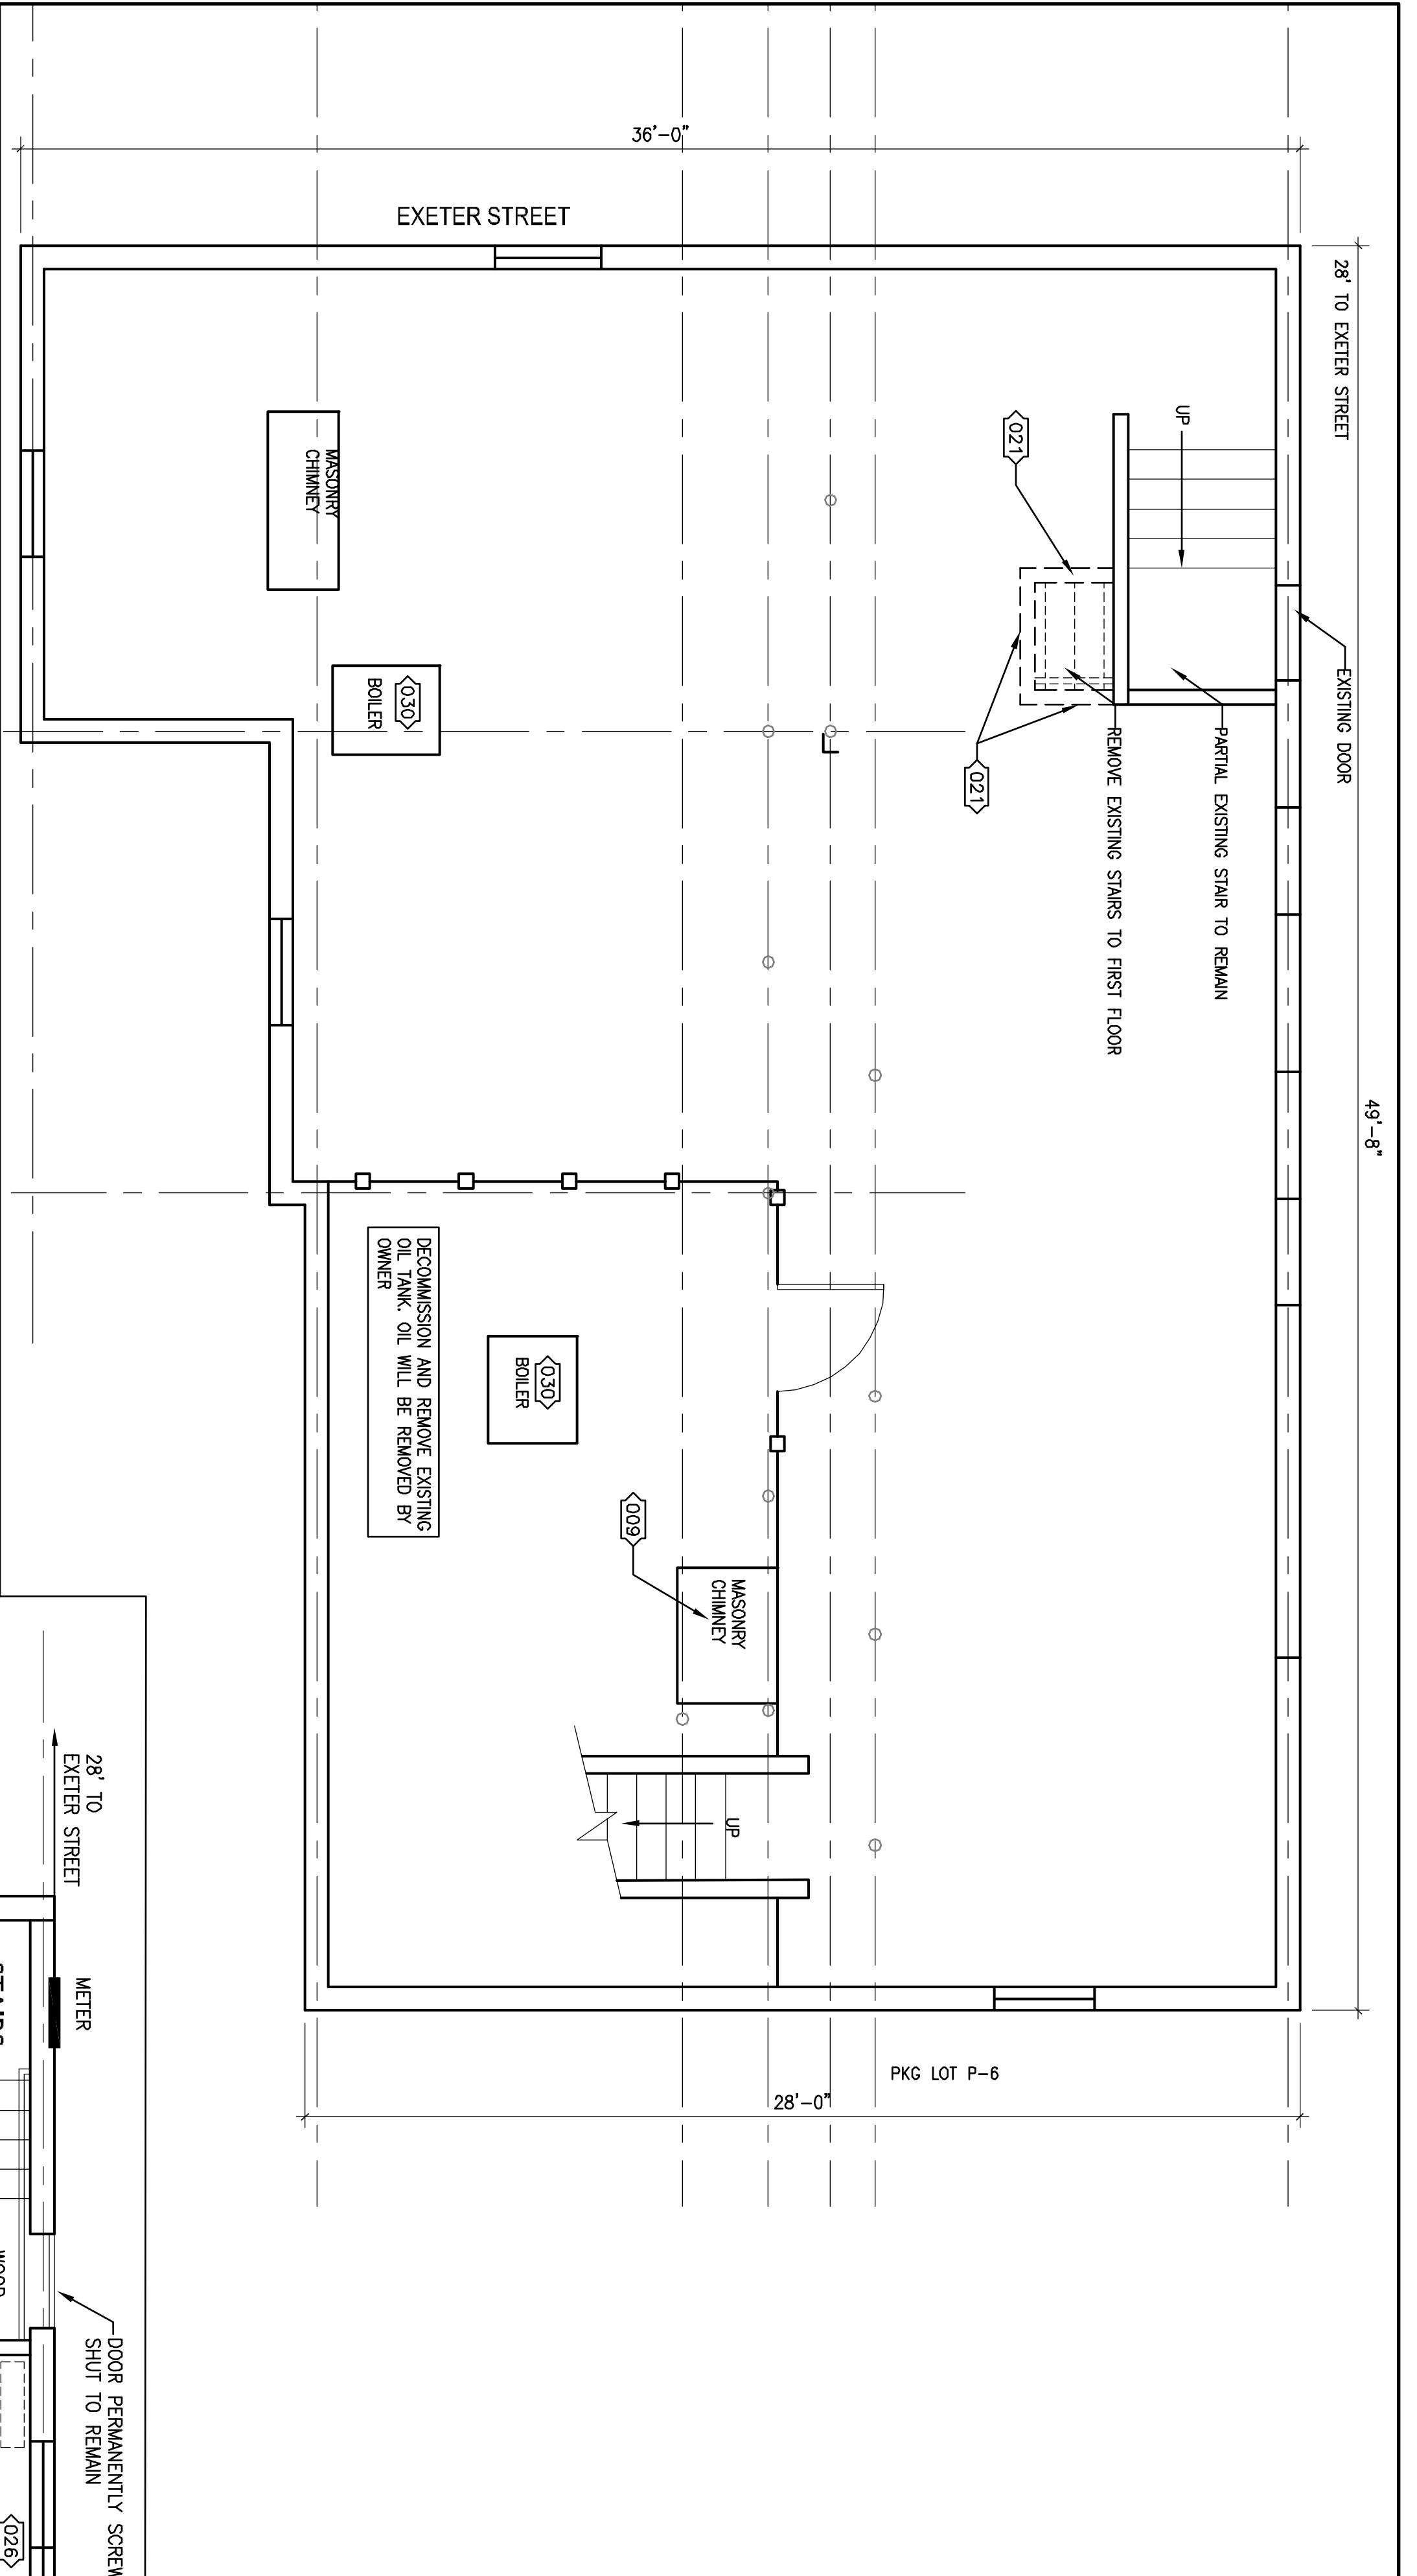 36'-0"
EXETER STREET
28' TO EXETER STREET
49'-8"
UP
021
EXISTING DOOR
PARTIAL EXISTING STAIR TO REMAIN
REMOVE EXISTING STAIRS TO FIRST FLOOR
021
MASONRY
CHIMNEY
030
BOILER
DECOMMISSION AND REMOVE EXISTING
OIL TANK. OIL WILL BE REMOVED BY
OWNER
030
BOILER
009
MASONRY
CHIMNEY
UP
PKG LOT P-6
28'-0"
28' TO
EXETER STREET
METER
DOOR PERMANENTLY SCREW
SHUT TO REMAIN
026